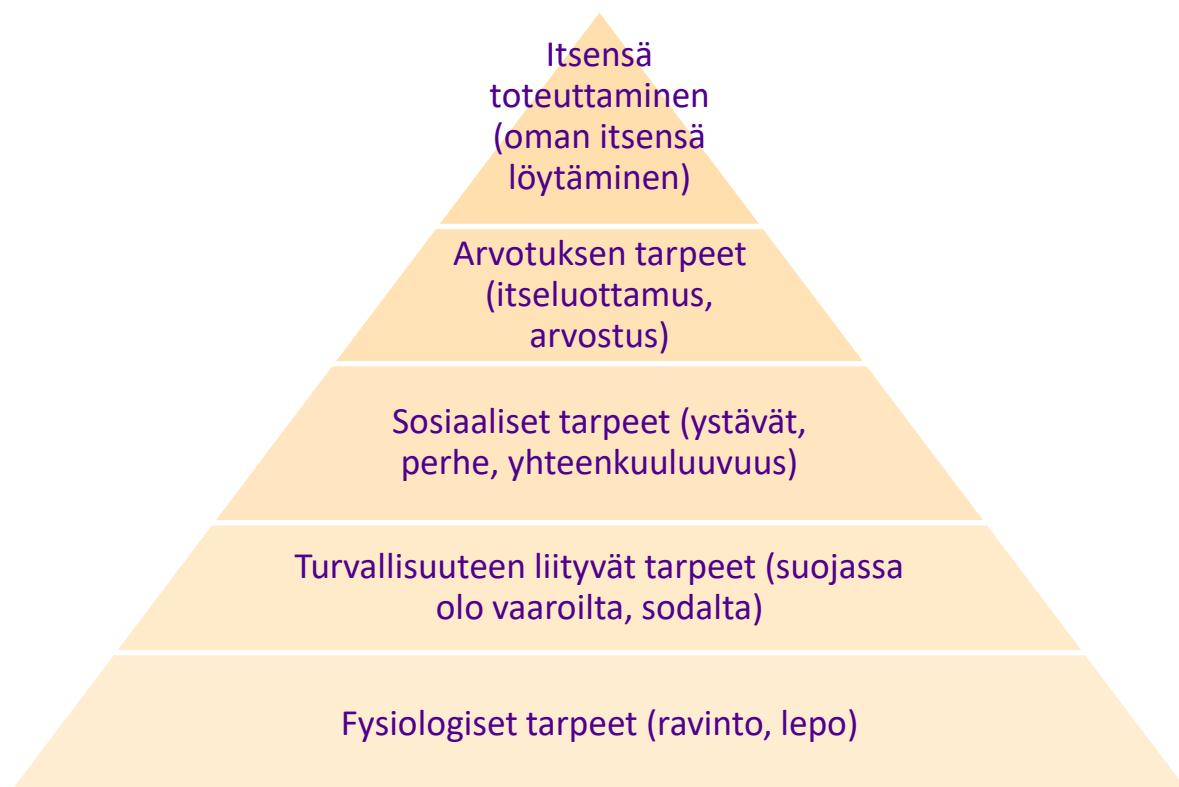 Itsensä
toteuttaminen
(oman itsensä
löytäminen)
Arvotuksen tarpeet
(itseluottamus,
arvostus)
Sosiaaliset tarpeet (ystävät,
perhe, yhteenkuuluuvuus)
Turvallisuuteen liityvät tarpeet (suojassa
olo vaaroilta, sodalta)
Fysiologiset tarpeet (ravinto, lepo)